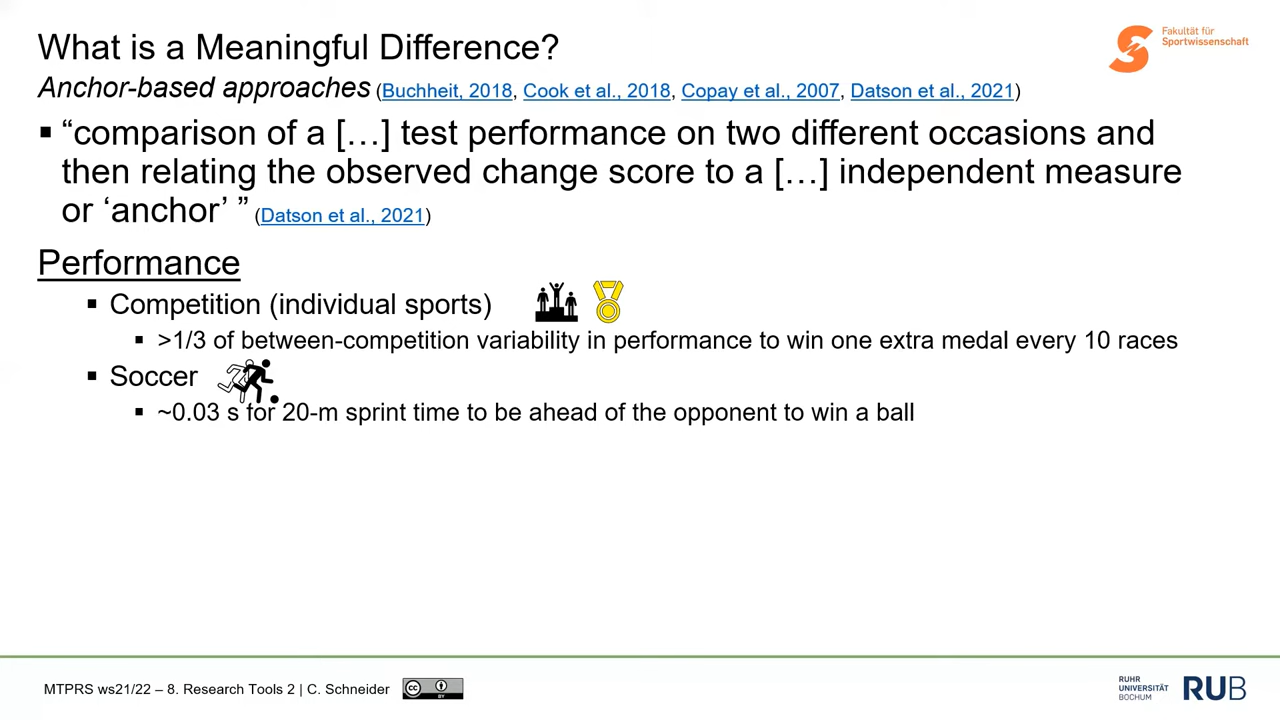 What is a Meaningful Difference?
Fakultät für
Sportwissenschaft
Anchor-based approaches (Buchheit, 2018, Cook et al., 2018, Copay et al., 2007, Datson et al., 2021)
▪ “comparison of a […] test performance on two different occasions and
then relating the observed change score to a […] independent measure
or ‘anchor’ ” (Datson et al., 2021)
Performance
▪ Competition (individual sports)
▪ >1/3 of between-competition variability in performance to win one extra medal every 10 races
▪ Soccer
▪ ~0.03 s for 20-m sprint time to be ahead of the opponent to win a ball
MTPRS ws21/22 – 8. Research Tools 2 | C. Schneider
cc
BY
RUHR
UNIVERSITÄT
BOCHUM
RUB